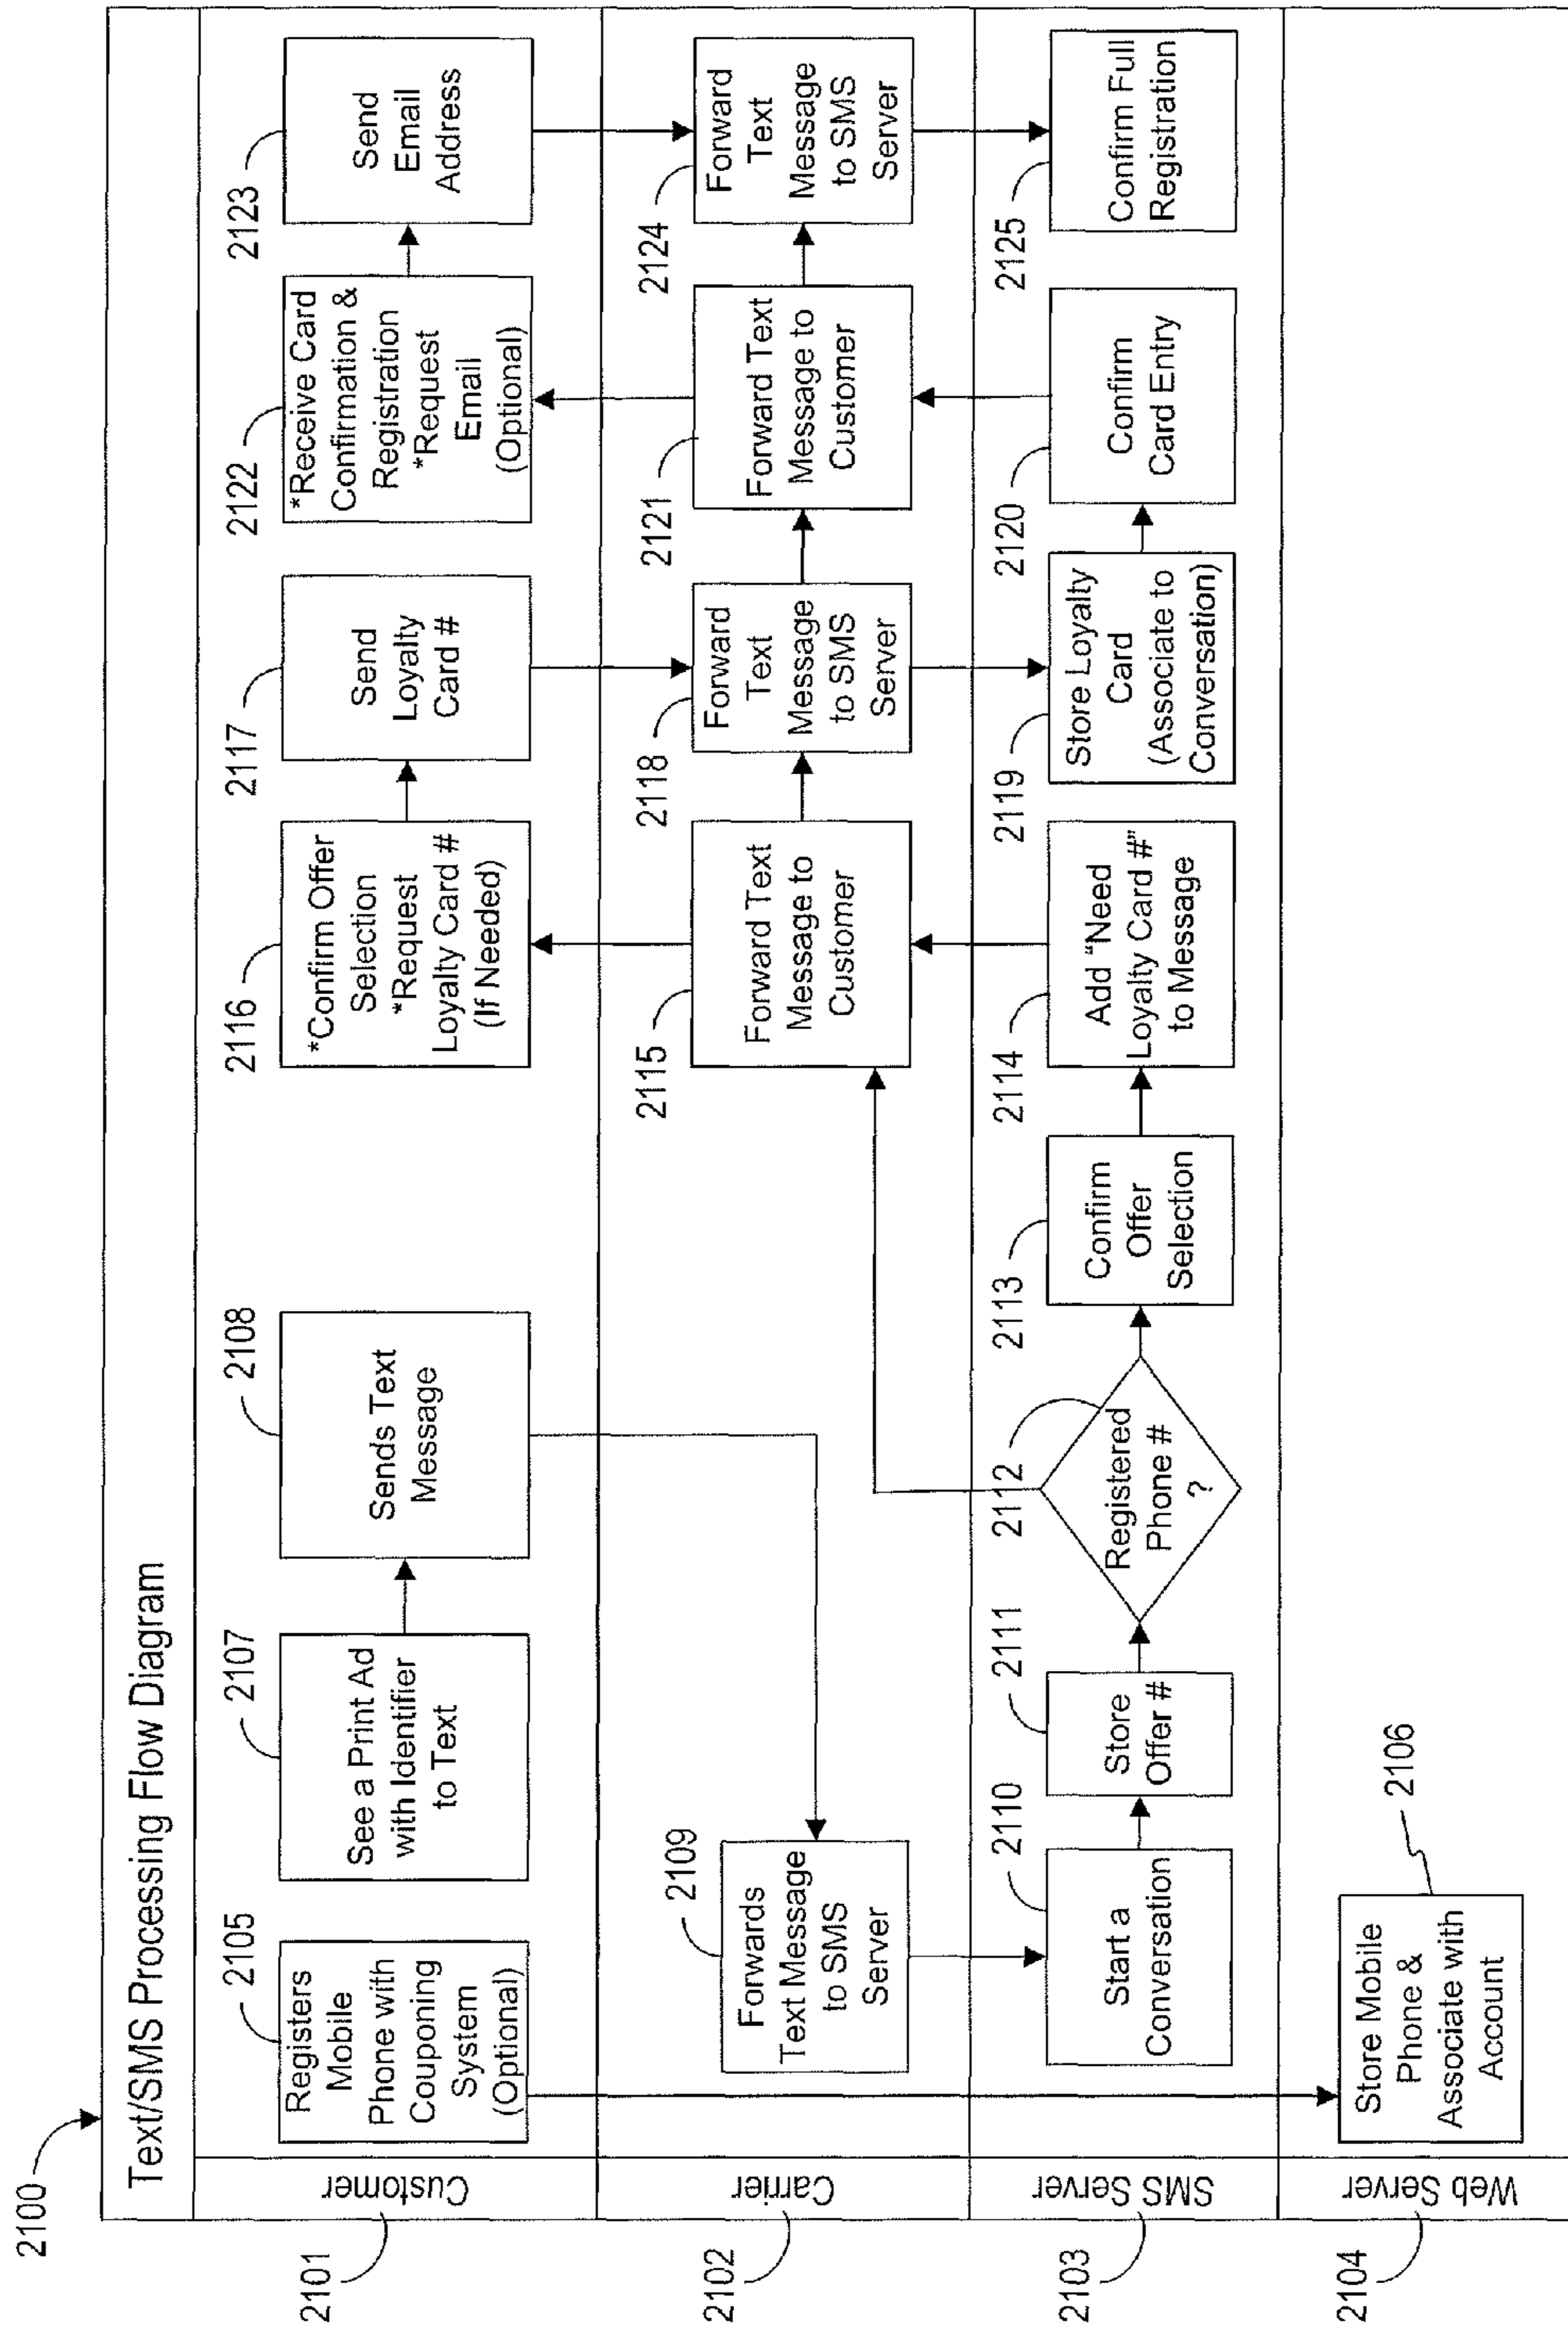 2100
Text/SMS Processing Flow Diagram
2101
Customer
2105
Registers
Mobile
Phone with
Couponing
System
(Optional)
2107
See a Print Ad
with Identifier
to Text
2108
Sends Text
Message
2116
*Confirm Offer
Selection
*Request
Loyalty Card #
(If Needed)
2117
Send
Loyalty
Card #
2122
*Receive Card
Confirmation &
Registration
*Request
Email
(Optional)
2123
Send
Email
Address
2102
Carrier
2109
Forwards
Text Message
to SMS
Server
2115
Forward Text
Message to
Customer
2118
Forward
Text
Message
to SMS
Server
2121
Forward Text
Message to
Customer
2124
Forward
Text
Message
to SMS
Server
2103
SMS Server
2110
Start a
Conversation
2111
Store
Offer #
2112
Registered
Phone #
?
2113
Confirm
Offer
Selection
2114
Add "Need
Loyalty Card #"
to Message
2119
Store Loyalty
Card
(Associate to
Conversation)
2120
Confirm
Card Entry
2125
Confirm Full
Registration
2104
Web Server
2106
Store Mobile
Phone &
Associate with
Account